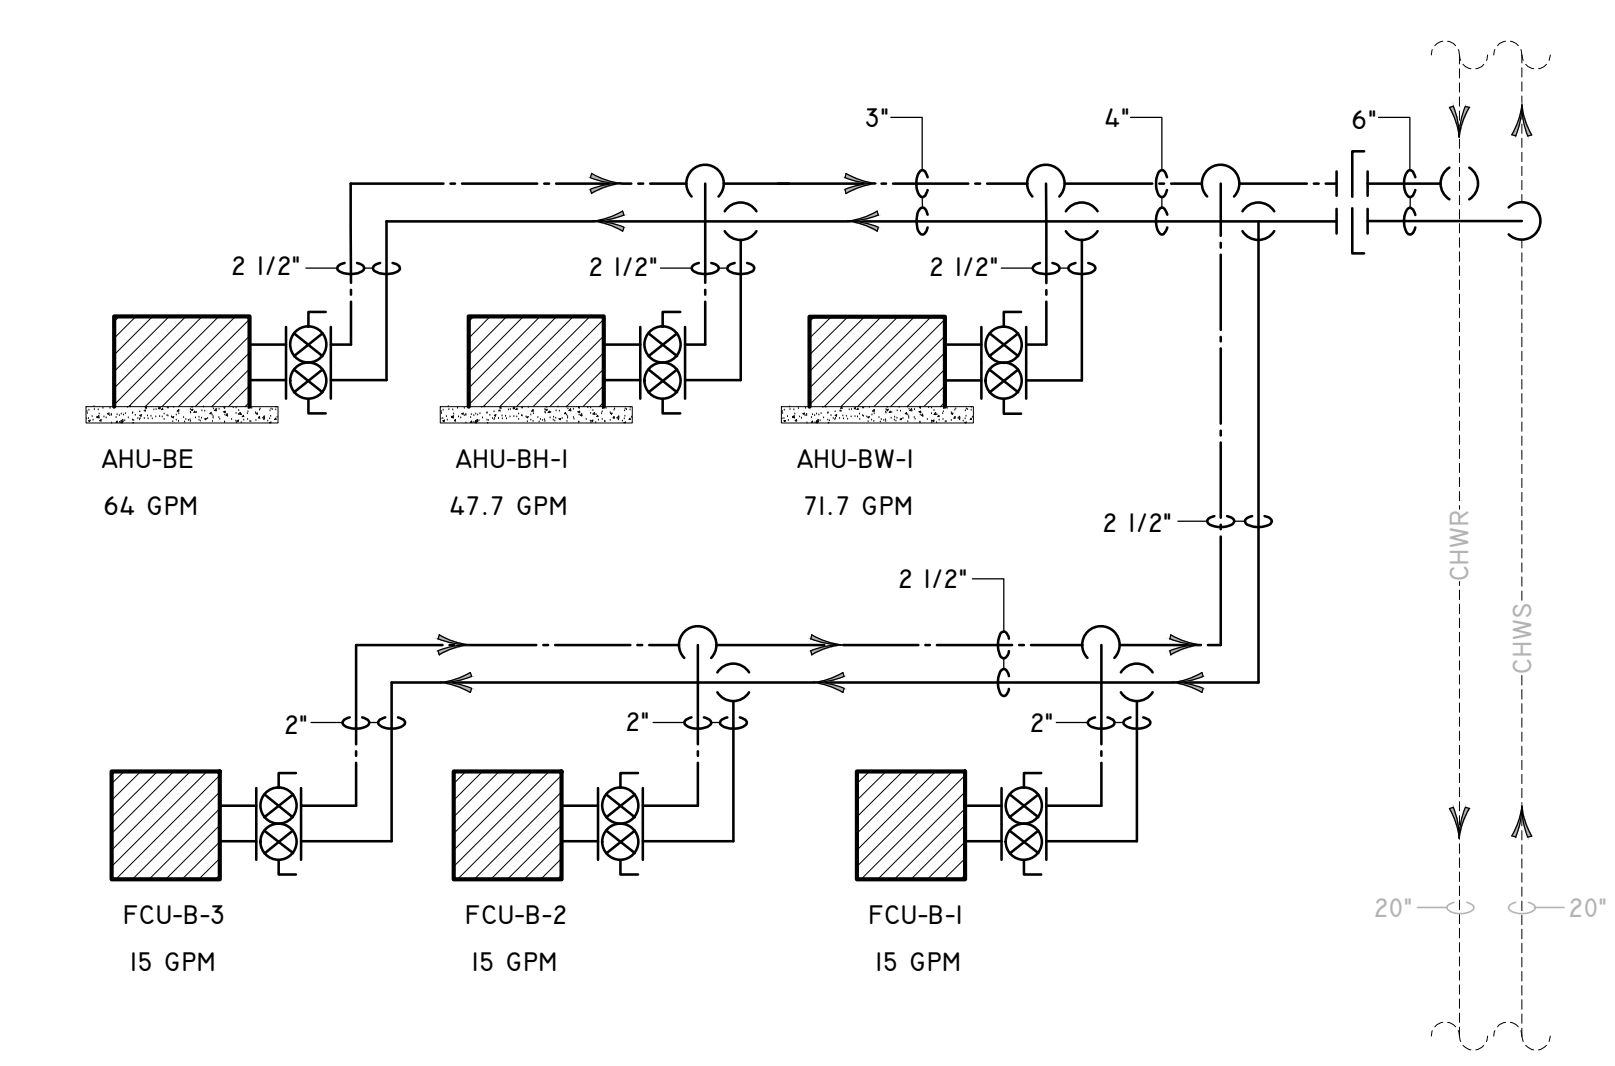 3"
4"
6"
2 1/2"
2 1/2"
2 1/2"
AHU-BE
64 GPM
AHU-BH-1
47.7 GPM
AHU-BW-1
71.7 GPM
2 1/2"
CHWR
CHWS
2 1/2"
2"
2"
2"
FCU-B-3
15 GPM
FCU-B-2
15 GPM
FCU-B-1
15 GPM
20"
20"